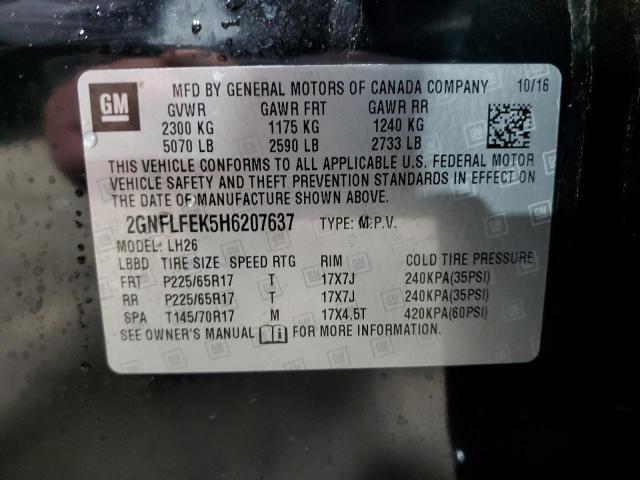 GM MFD BY GENERAL MOTORS OF CANADA COMPANY 10/16
GVWR GAWR FRT GAWR RR
2300 KG 1175 KG 1240 KG
5070 LB 2590 LB 2733 LB
THIS VEHICLE CONFORMS TO ALL APPLICABLE U.S. FEDERAL MOTOR
VEHICLE SAFETY AND THEFT PREVENTION STANDARDS IN EFFECT ON
THE DATE OF MANUFACTURE SHOWN ABOVE.
2GNFLFEK5H6207637 TYPE: M.P.V.
MODEL: LH26
LBBD TIRE SIZE SPEED RTG RIM COLD TIRE PRESSURE
FRT P225/65R17 T 17X7J 240KPA(35PSI)
RR P225/65R17 T 17X7J 240KPA(35PSI)
SPA T145/70R17 M 17X4.5T 420KPA(60PSI)
SEE OWNER'S MANUAL FOR MORE INFORMATION.